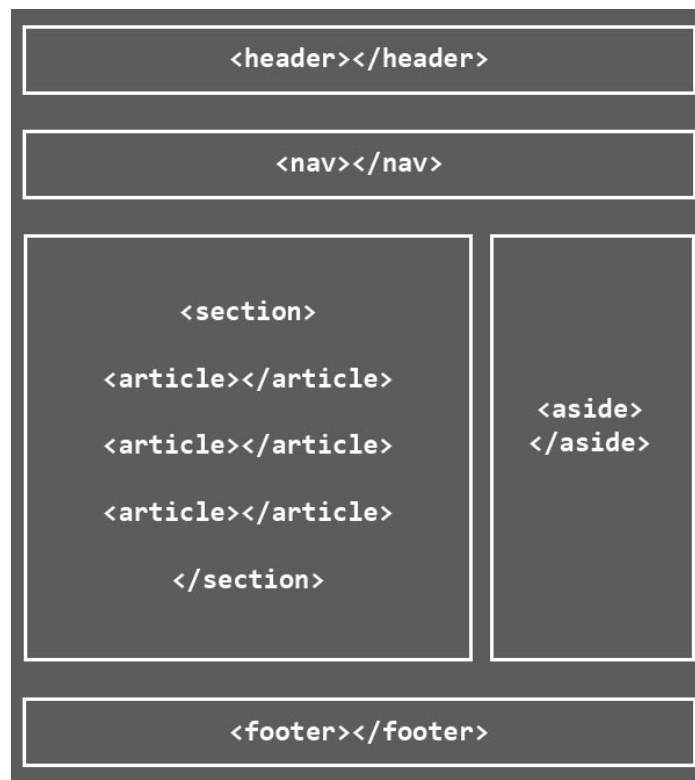 <header></header>
<nav></nav>
<section>
<article></article>
<article></article>
<article></article>
</section>
<aside>
</aside>
<footer></footer>